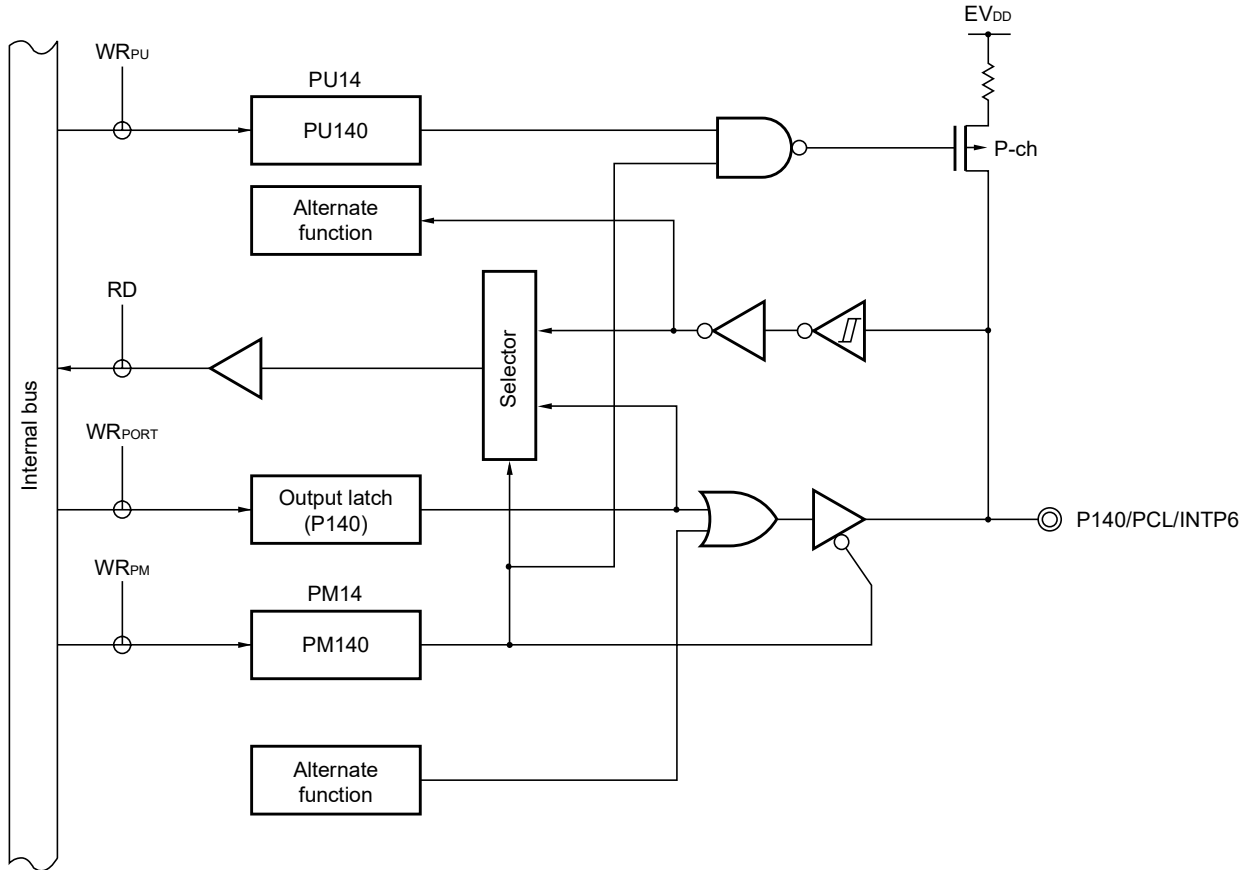 EVDD
WRPU
PU14
PU140
P-ch
Alternate
function
RD
Selector
Internal bus
WRPORT
Output latch
(P140)
P140/PCL/INTP6
WRPM
PM14
PM140
Alternate
function